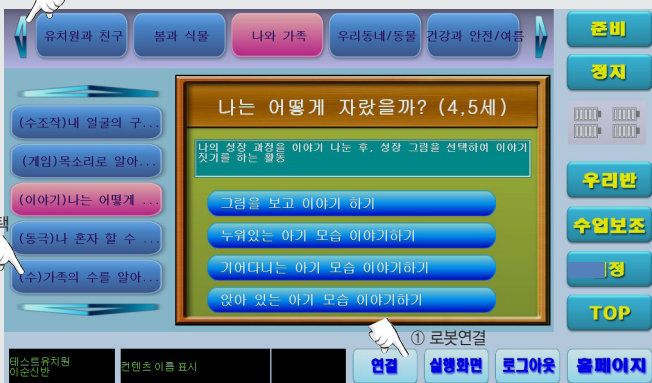 유치원과 친구
봄과 식물
나와 가족
우리동네/동물
건강과 안전/여름
준비
정지
(수조작)내 얼굴의 구...
(게임)목소리로 알아...
(이야기)나는 어떻게 ...
(동극)나 혼자 할 수 ...
(수)가족의 수를 알아...
택
나는 어떻게 자랐을까? (4,5세)
나의 성장 과정을 이야기 나눈 후, 성장 그림을 선택하여 이야기
짓기를 하는 활동
그림을 보고 이야기 하기
누워있는 아기 모습 이야기하기
기어다니는 아기 모습 이야기하기
앉아 있는 아기 모습 이야기하기
우리반
수업보조
정
TOP
① 로봇연결
테스트유치원
이순신반
컨텐츠 이름 표시
연결
실행화면
로그아웃
홈페이지